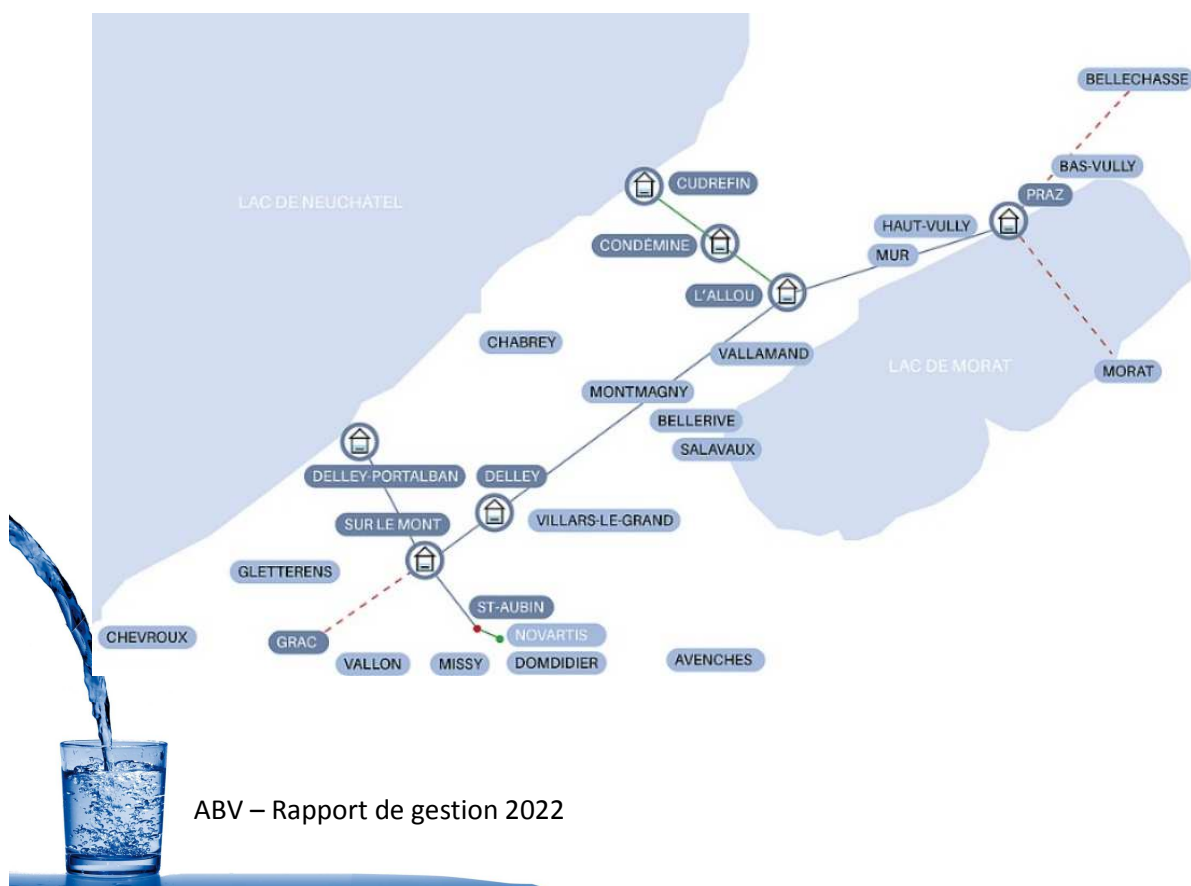 BELLECHASSE
BAS-VULLY
CUDREFIN
PRAZ
LAC DE NEUCHÂTEL
HAUT-VULLY
CONDÉMINE
MUR
L'ALLOU
CHABREY
VALLAMAND
LAC DE MORAT
MORAT
MONTMAGNY
BELLERIVE
SALAVAUX
DELLEY-PORTALBAN
DELLEY
SUR LE MONT
VILLARS-LE-GRAND
GLETTERENS
ST-AUBIN
CHEVROUX
GRAC
NOVARTIS
VALLON
MISSY
DOMDIDIER
AVENCHES
ABV – Rapport de gestion 2022